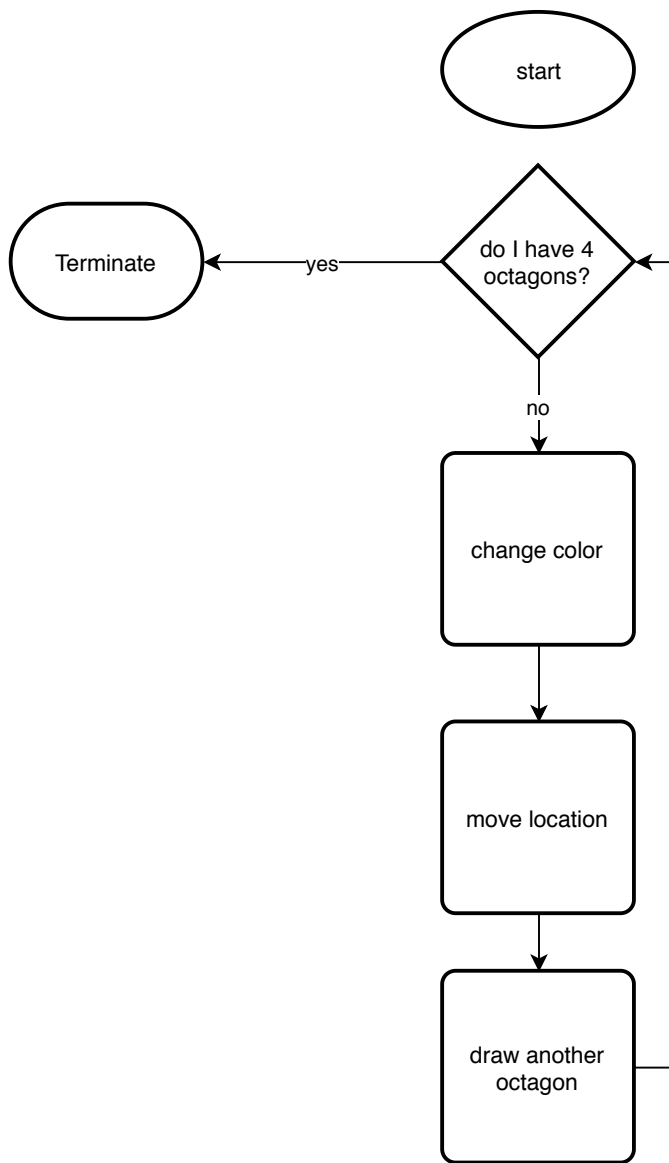 start
do I have 4
octagons?
Terminate
yes
no
change color
move location
draw another
octagon